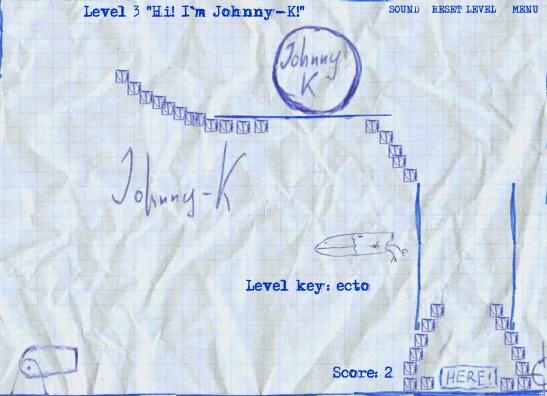 Level 3 "Hi! I'm Johnny-K!"
SOUND RESET LEVEL MENU
Johnny
K
Johnny-K
Level key: ecto
Score: 2
HERE!